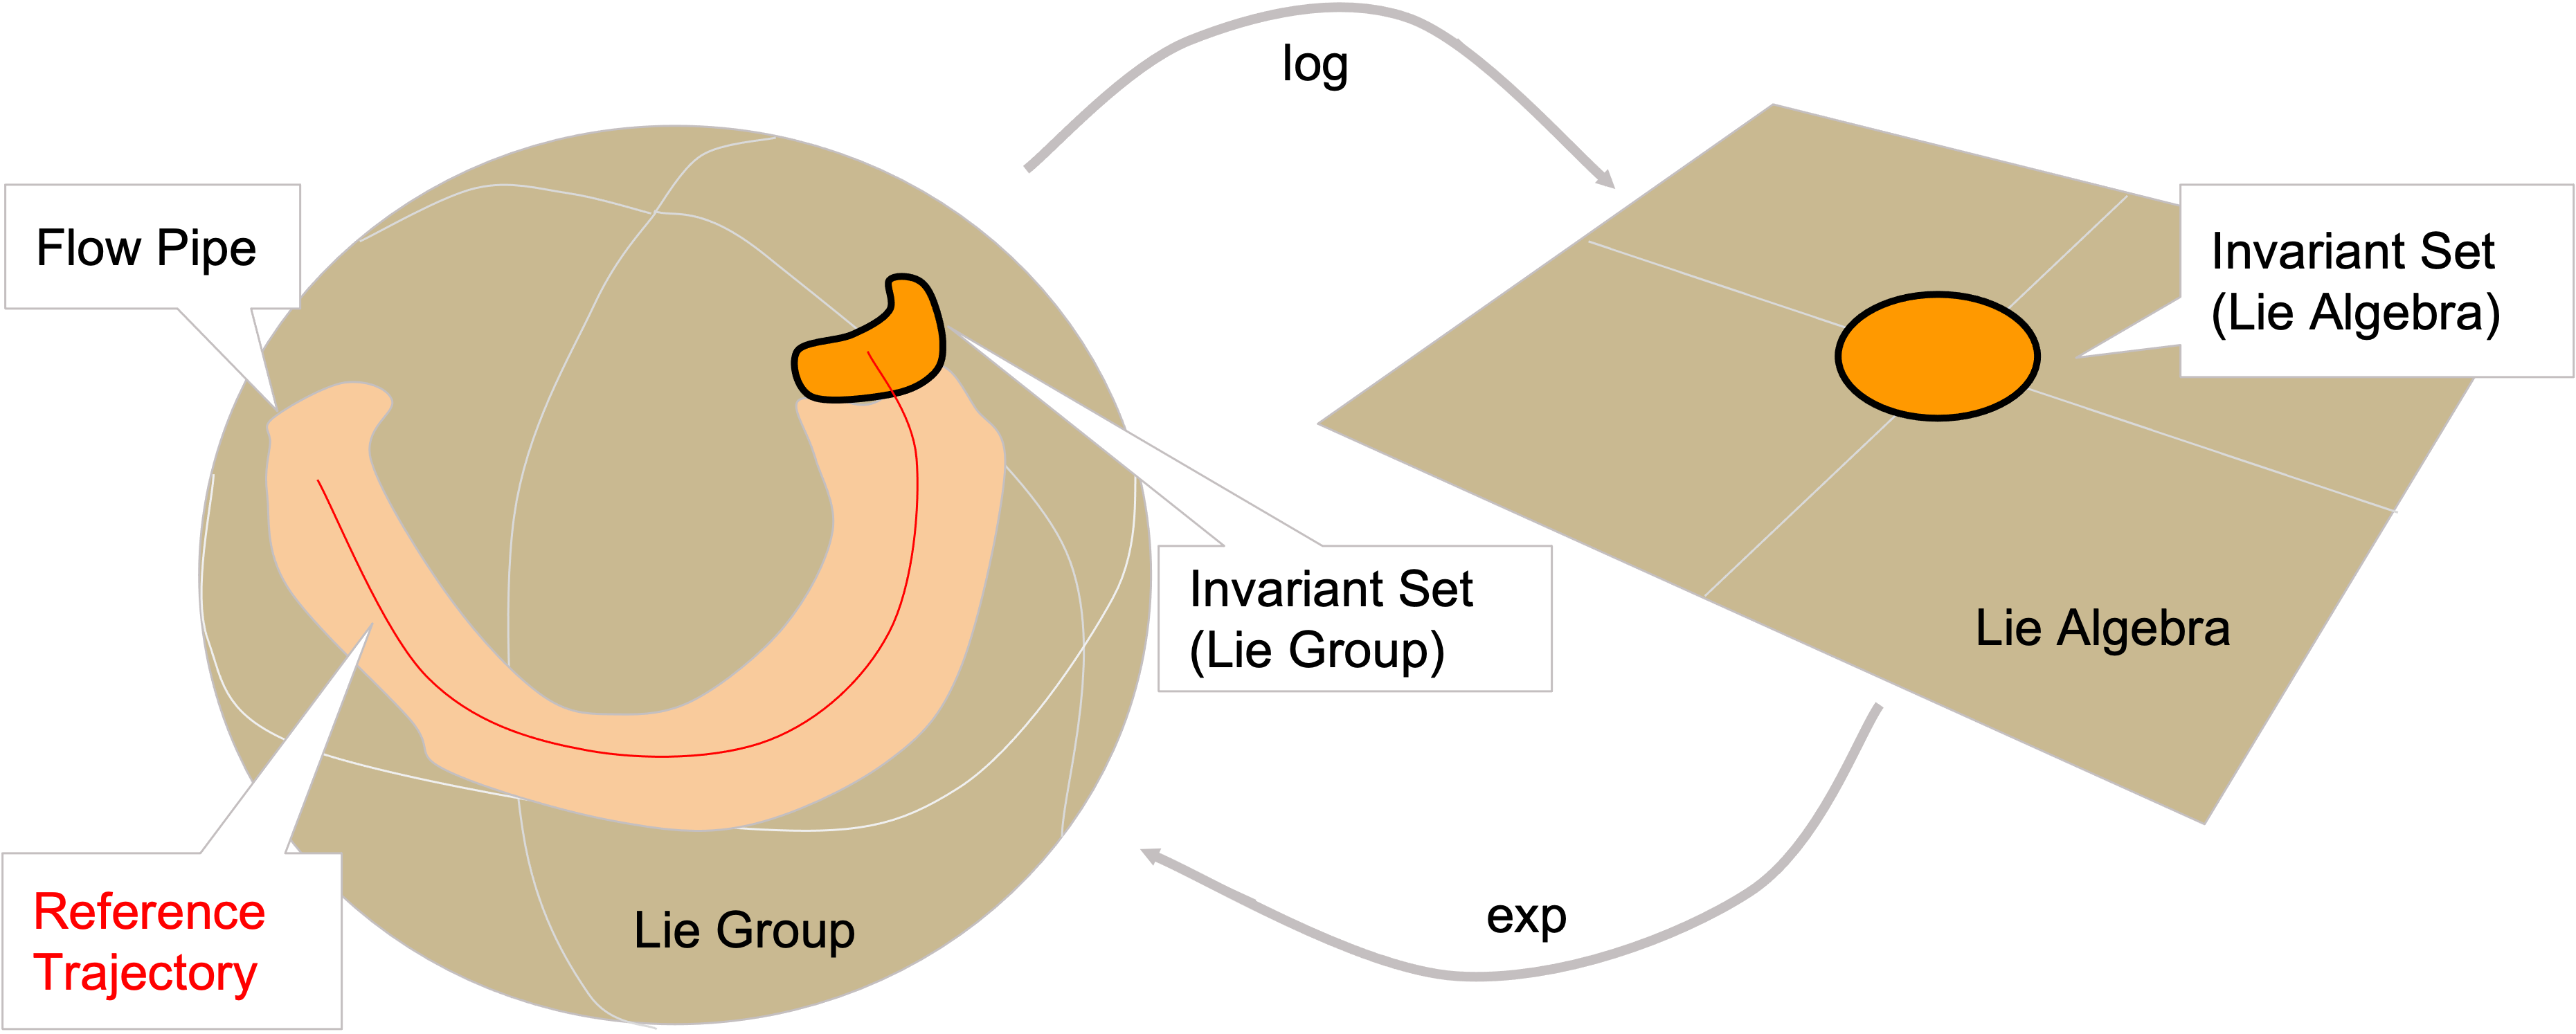 log
Flow Pipe
Invariant Set
(Lie Algebra)
Invariant Set
(Lie Group)
Lie Algebra
Reference
Trajectory
Lie Group
exp